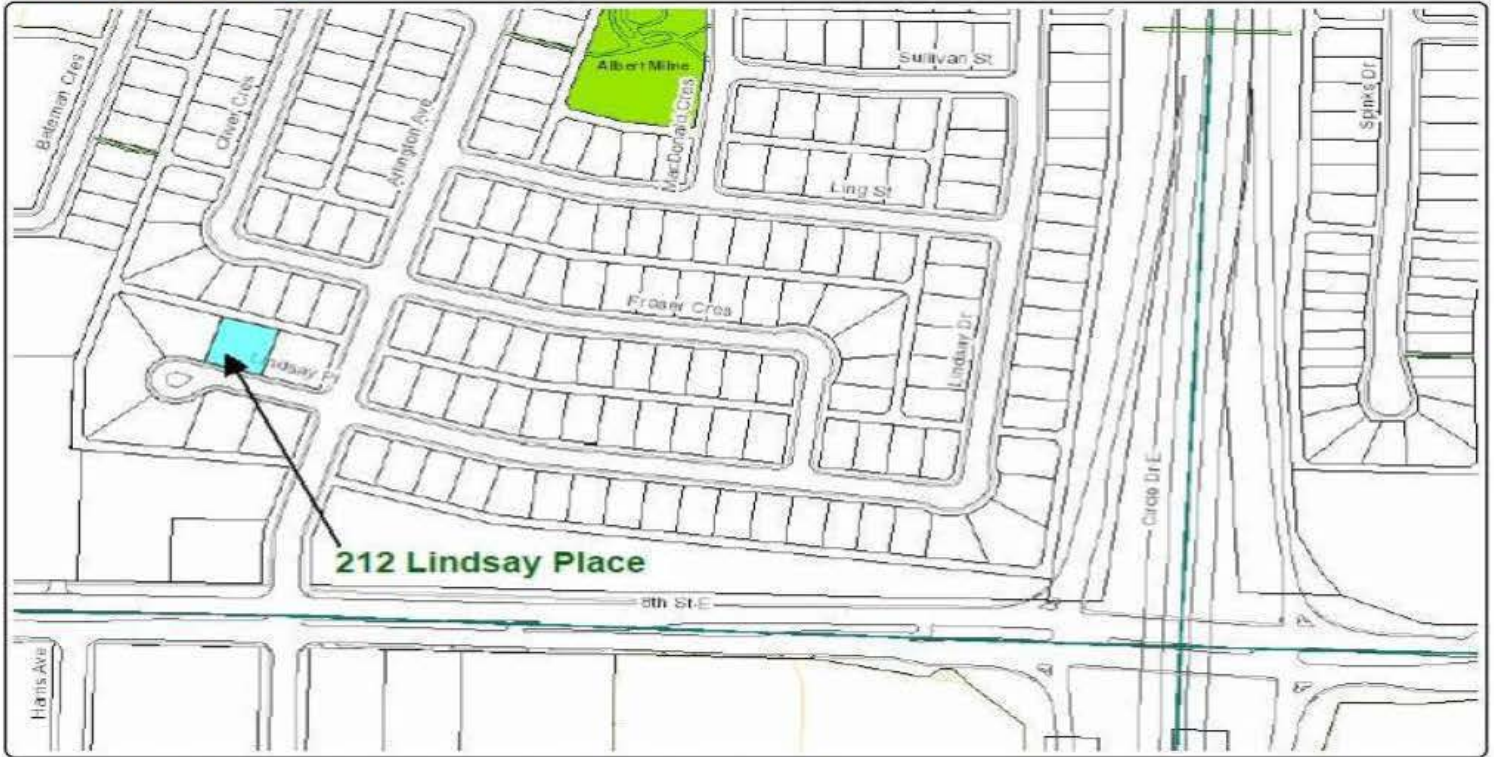 Albert Milne
Sullivan St
Bateman Cres
Oliver Cres
Arlington Ave
MacDonald Cres
Spinks Dr
Ling St
Fraser Cres
Lindsay Dr
Lindsay Pl
Circle Dr E
212 Lindsay Place
8th St E
Harris Ave